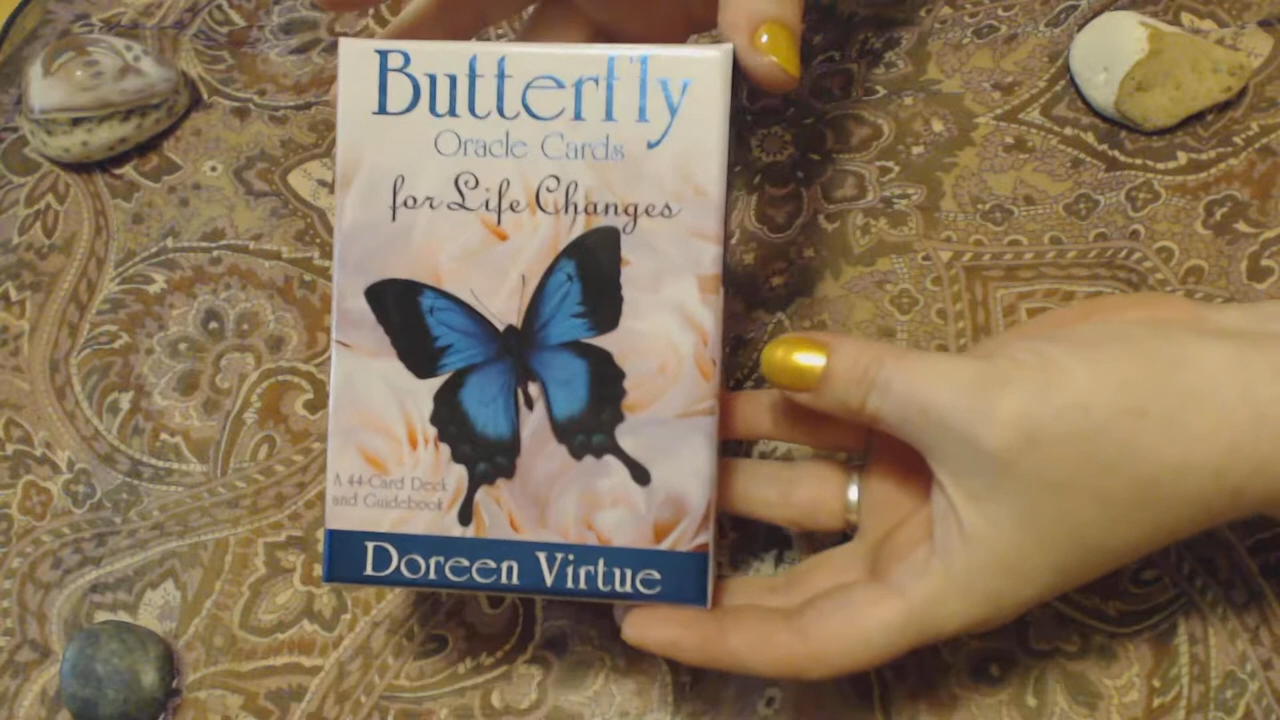 Butterfly
Oracle Cards
for Life Changes
A 44-Card Deck
and Guidebook
Doreen Virtue